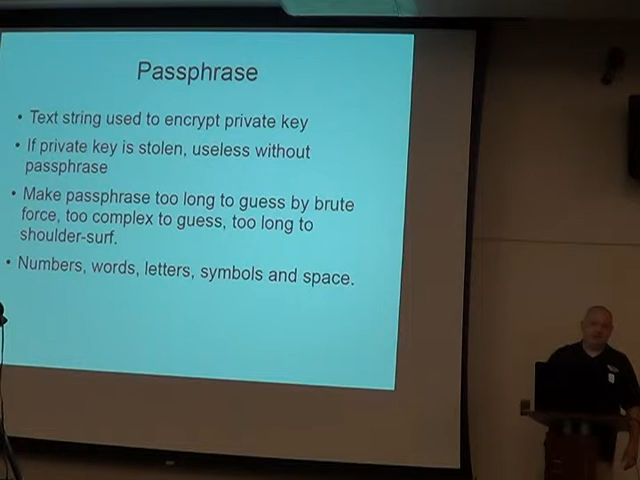 Passphrase
• Text string used to encrypt private key
• If private key is stolen, useless without
passphrase
• Make passphrase too long to guess by brute
force, too complex to guess, too long to
shoulder-surf.
• Numbers, words, letters, symbols and space.